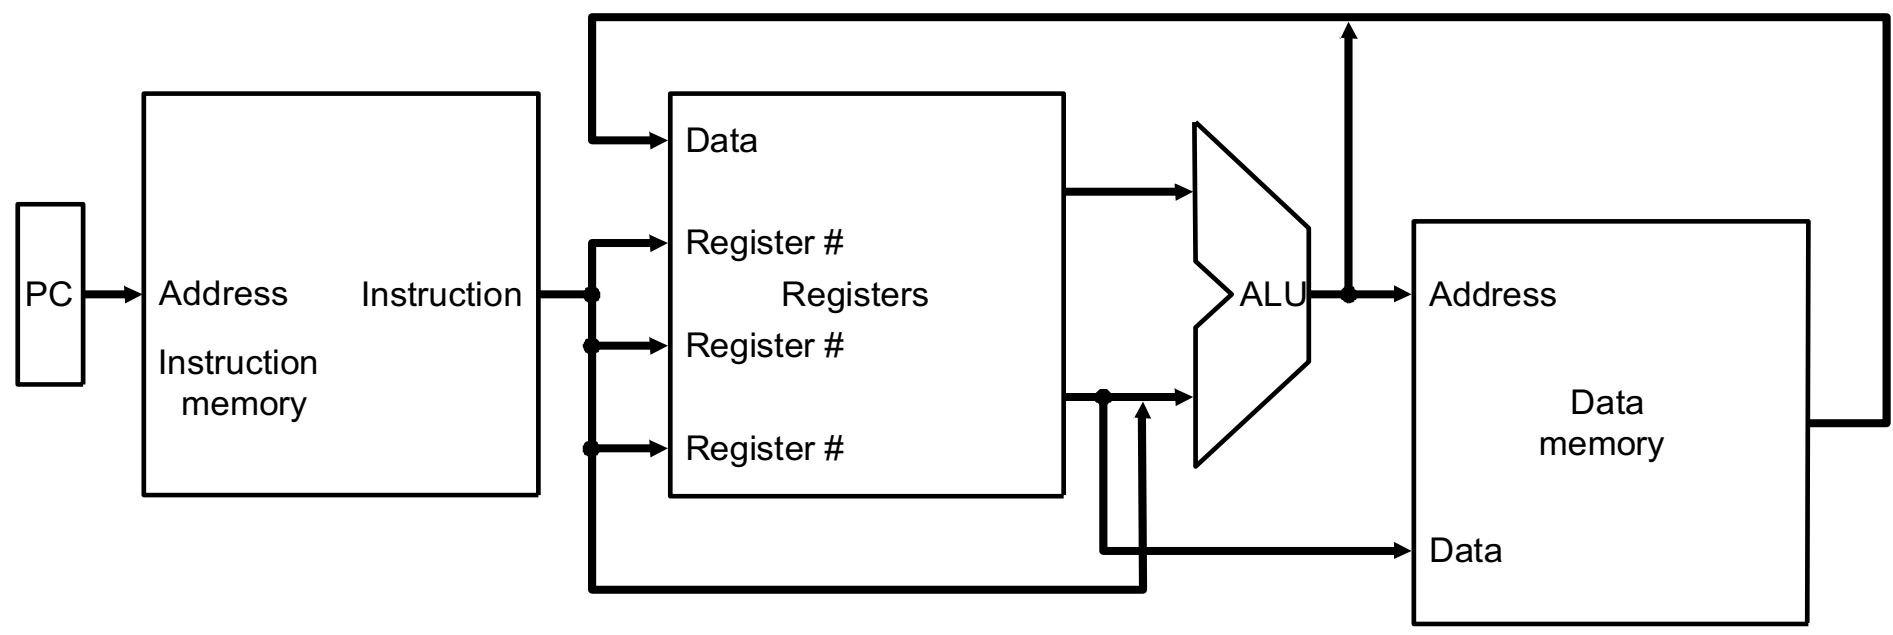 PC
Address
Instruction
Instruction
memory
Data
Register #
Registers
Register #
Register #
ALU
Address
Data
memory
Data